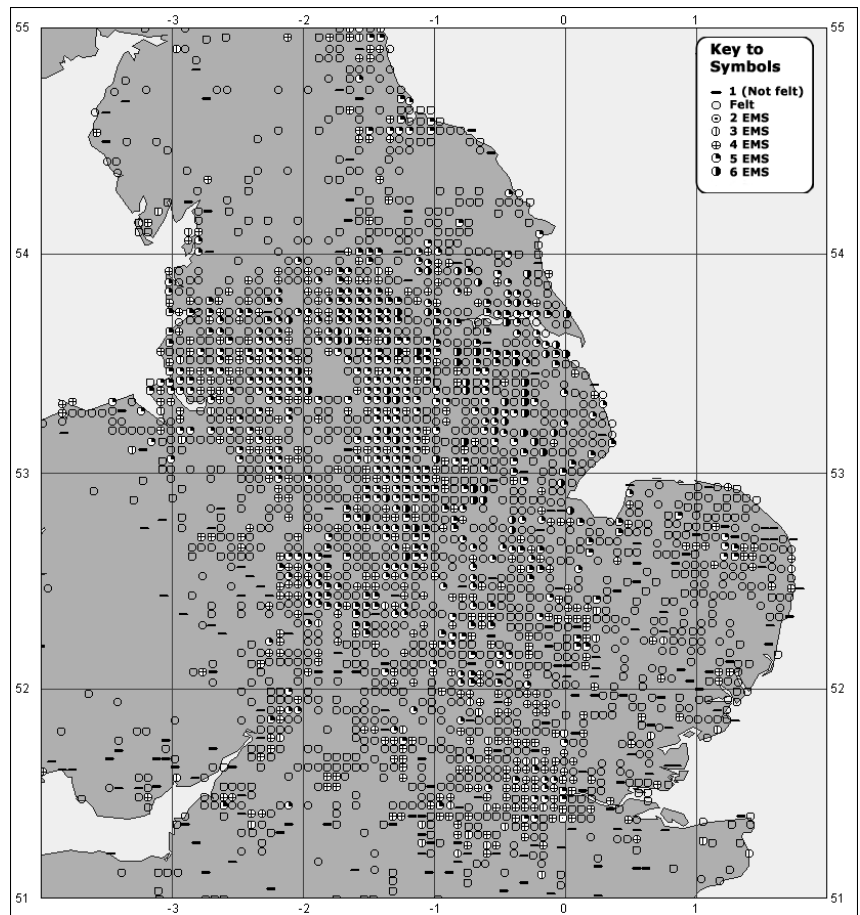 -3 -2 -1 0 1
55 55
Key to
Symbols
1 (Not felt)
Felt
2 EMS
3 EMS
4 EMS
5 EMS
6 EMS
54 54
53 53
52 52
51 51
-3 -2 -1 0 1